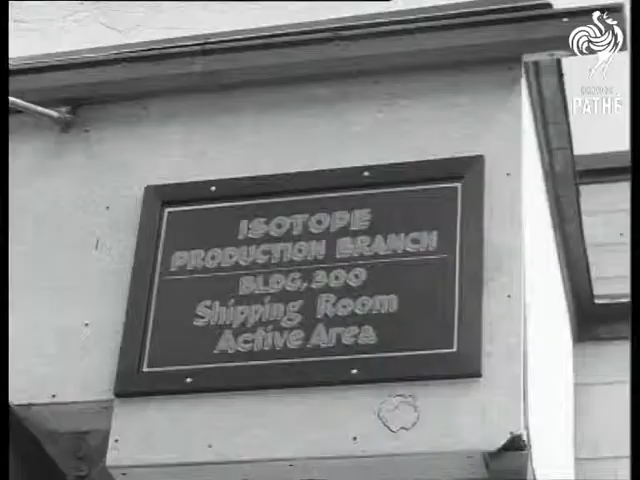 BRITISH
PATHÉ
ISOTOPE
PRODUCTION BRANCH
BLDG, 300
Shipping Room
Active Area